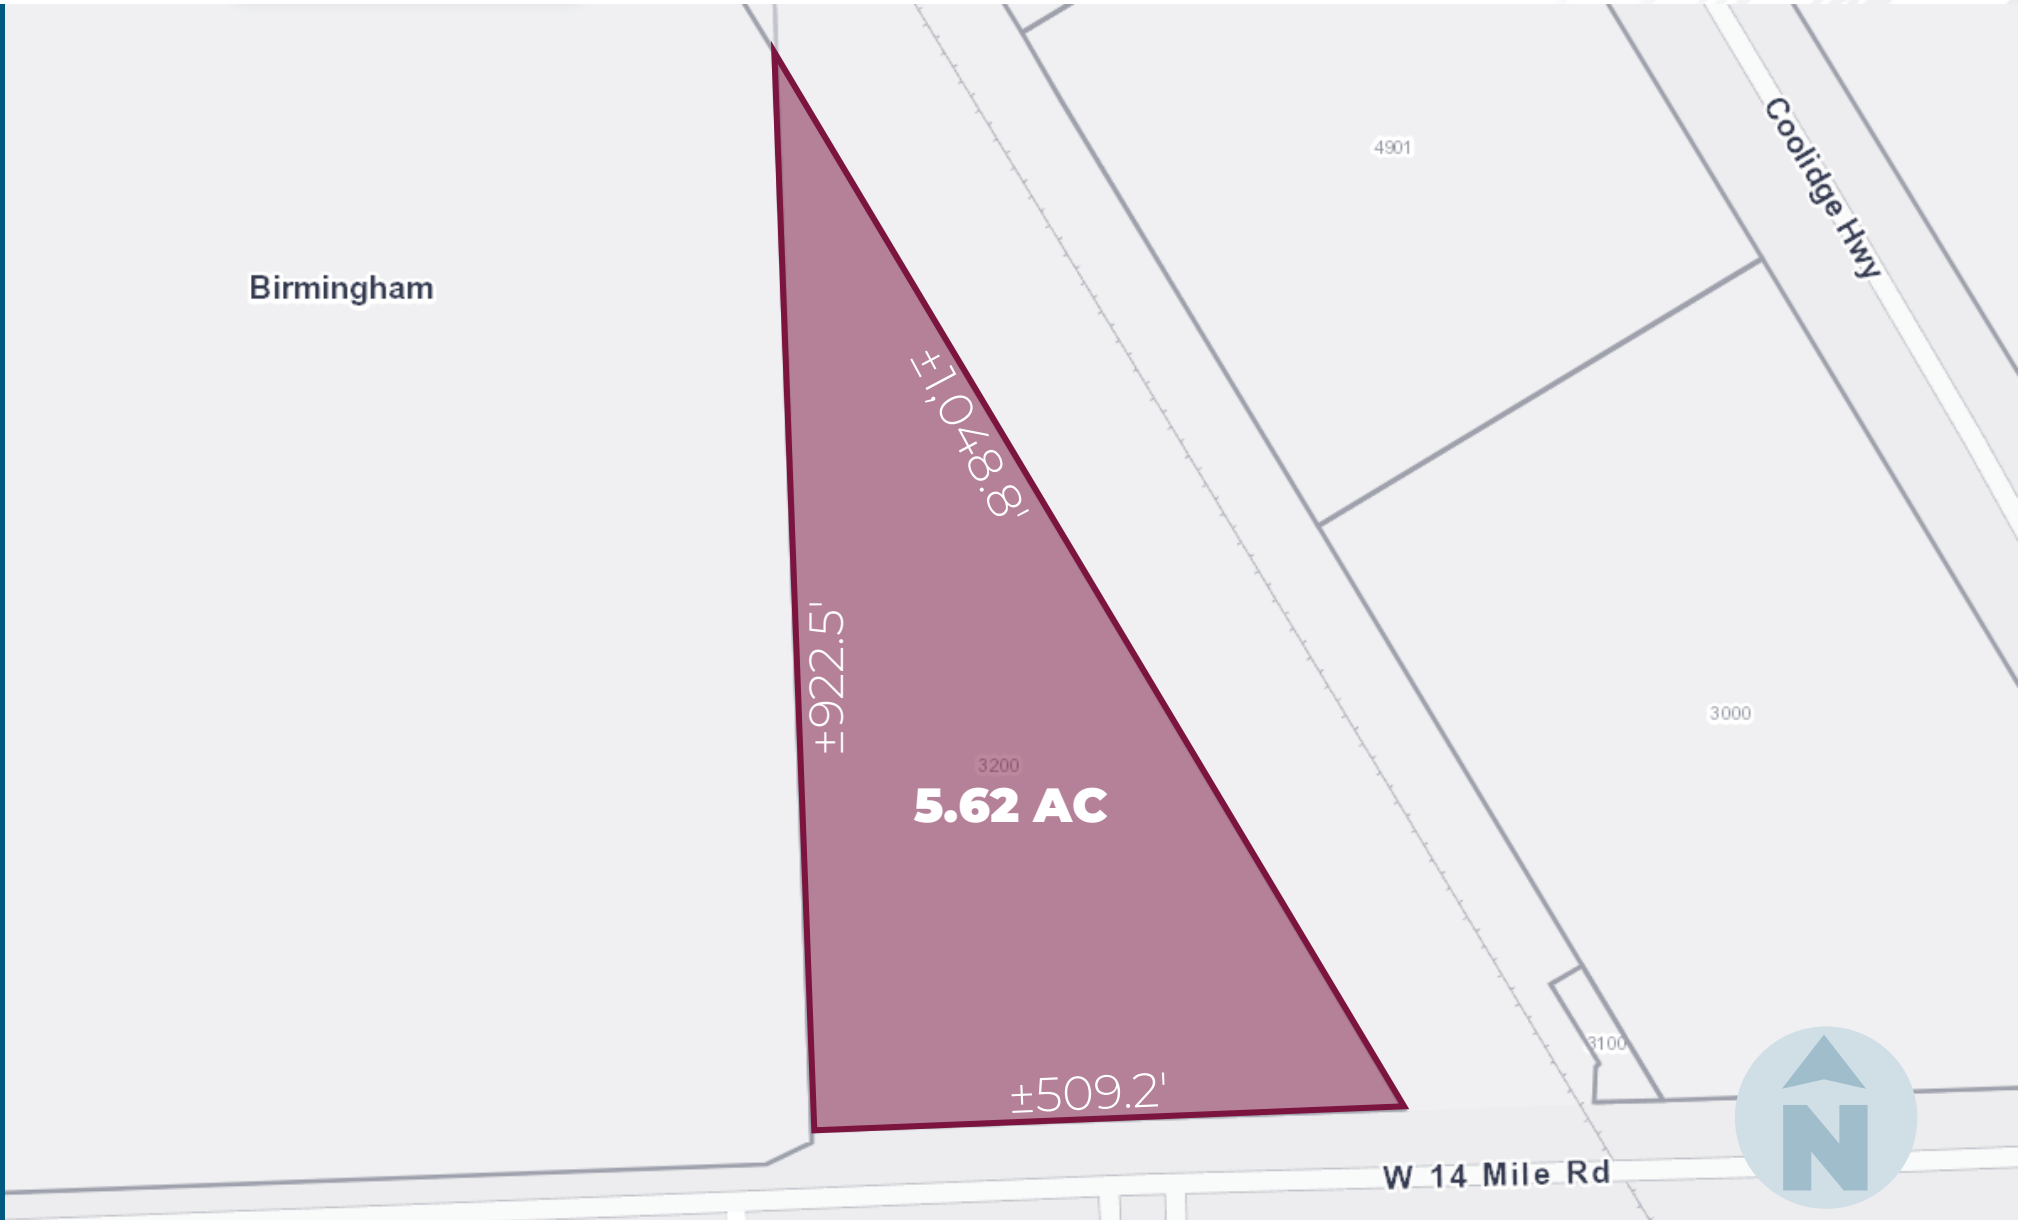 4901
Coolidge Hwy
Birmingham
±1,048.8'
±922.5'
3000
3200
5.62 AC
3100
±509.2'
W 14 Mile Rd
N